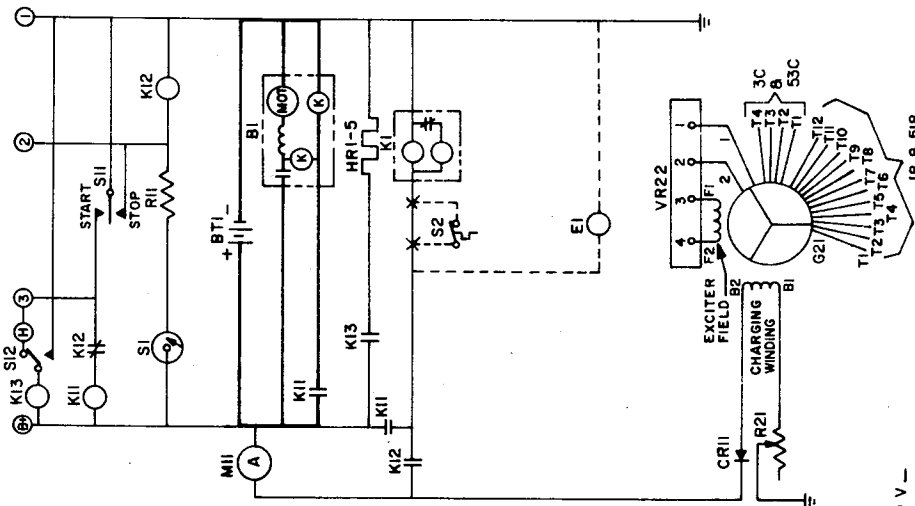 1
2
3
B+
H
S12
K13
K12
K11
START
S11
STOP
K12
R11
S1
BT1
+
-
B1
MOT
K
K
K11
HR1-5
K13
K1
K11
M11
A
K12
S2
E1
VR22
4 3 2 1
F2 F1
2 1
EXCITER
FIELD
B2
B1
G21
CHARGING
WINDING
CR11
R21
3C
&
53C
T4
T3
T2
T1
T12
T11
T10
T9
T8
T7
T6
T5
T4
T3
T2
T1
V